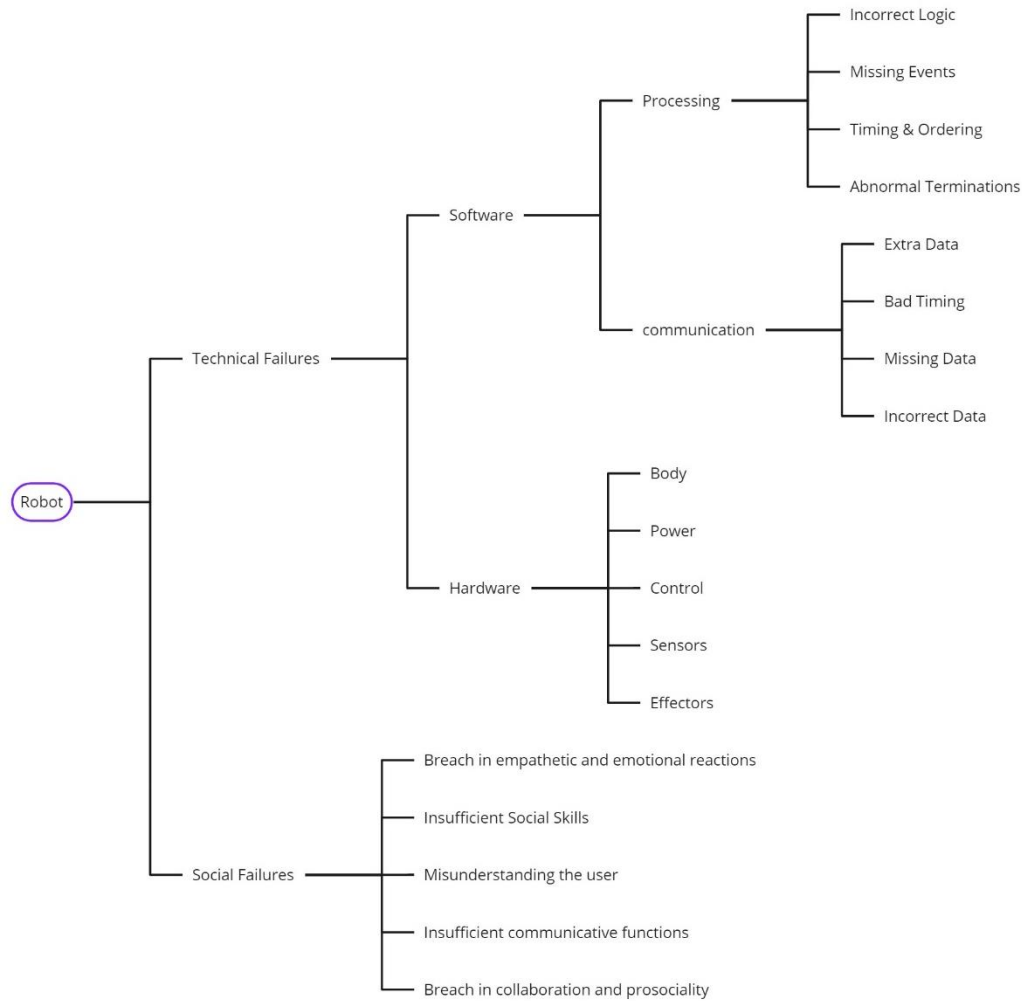 Robot
Technical Failures
Software
Processing
Incorrect Logic
Missing Events
Timing & Ordering
Abnormal Terminations
communication
Extra Data
Bad Timing
Missing Data
Incorrect Data
Hardware
Body
Power
Control
Sensors
Effectors
Social Failures
Breach in empathetic and emotional reactions
Insufficient Social Skills
Misunderstanding the user
Insufficient communicative functions
Breach in collaboration and prosociality